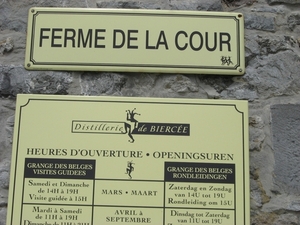 FERME DE LA COUR
Distillerie de BIERCÉE
HEURES D'OUVERTURE • OPENINGSUREN
GRANGE DES BELGES
VISITES GUIDEES
GRANGE DES BELGES
RONDLEIDINGEN
Samedi et Dimanche
de 14H à 19H
Visite guidée à 15H
MARS • MAART
Zaterdag en Zondag
van 14U tot 19U
Rondleiding om 15U
Mardi à Samedi
de 11H à 19H
Dimanche
AVRIL à
SEPTEMBRE
Dinsdag tot Zaterdag
van 11U tot 19U